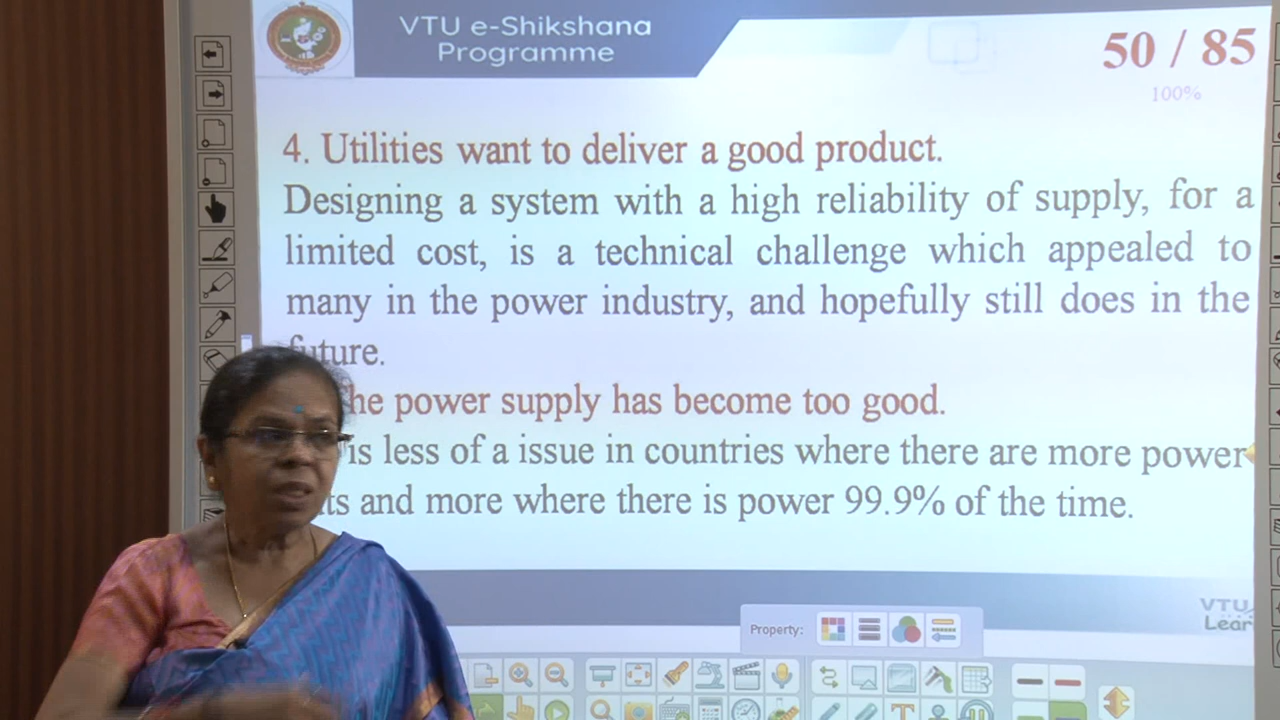 VTU e-Shikshana
Programme
50 / 85
100%
4. Utilities want to deliver a good product.
Designing a system with a high reliability of supply, for a
limited cost, is a technical challenge which appealed to
many in the power industry, and hopefully still does in the
future.
he power supply has become too good.
is less of a issue in countries where there are more power
ts and more where there is power 99.9% of the time.
VTU
Lear
Property: